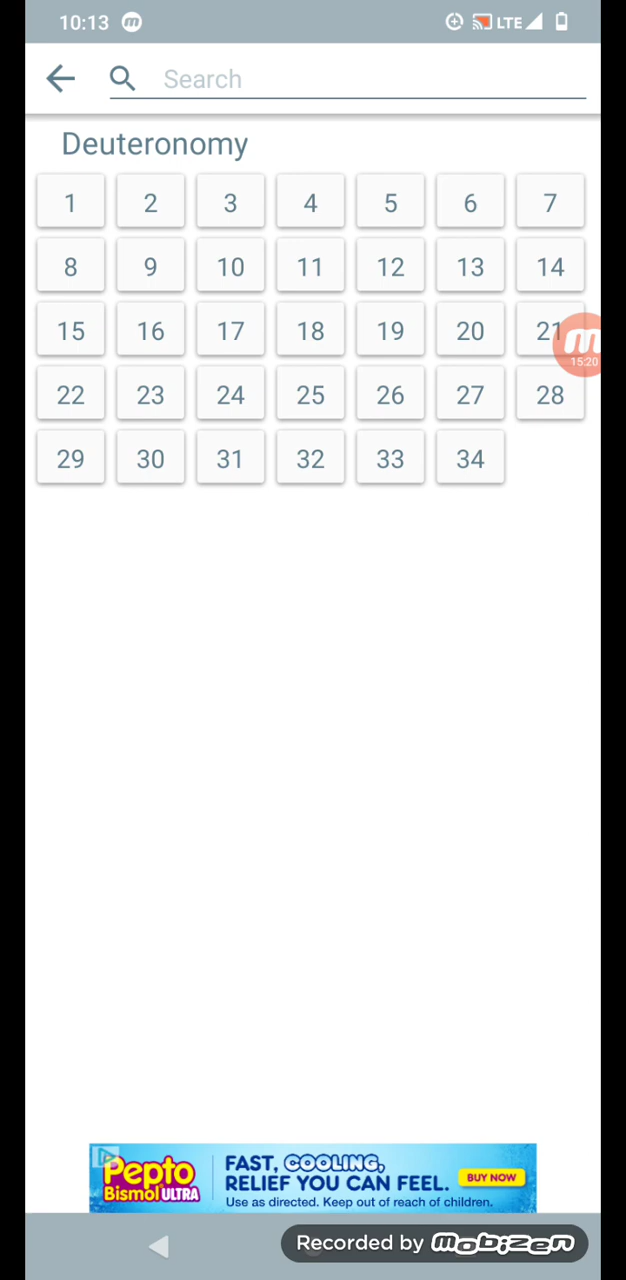 10:13 m LTE
Search
Deuteronomy
1 2 3 4 5 6 7
8 9 10 11 12 13 14
15 16 17 18 19 20 21
m
15:20
22 23 24 25 26 27 28
29 30 31 32 33 34
Pepto
Bismol ULTRA
FAST, COOLING,
RELIEF YOU CAN FEEL.
Use as directed. Keep out of reach of children.
BUY NOW
Recorded by mobizen